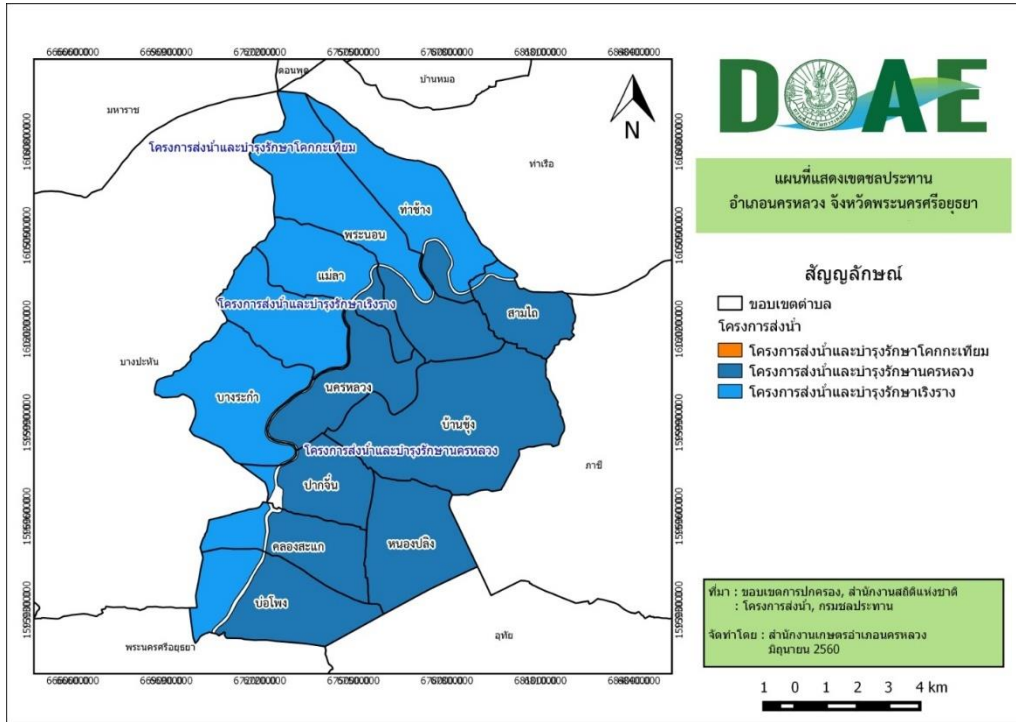 DOAE
แผนที่แสดงเขตชลประทาน
อำเภอนครหลวง จังหวัดพระนครศรีอยุธยา
สัญญลักษณ์
ขอบเขตตำบล
โครงการส่งน้ำ
โครงการส่งน้ำและบำรุงรักษาโคกกะเทียม
โครงการส่งน้ำและบำรุงรักษานครหลวง
โครงการส่งน้ำและบำรุงรักษาเริงราง
ที่มา : ขอบเขตการปกครอง, สำนักงานสถิติแห่งชาติ
: โครงการส่งน้ำ, กรมชลประทาน
จัดทำโดย : สำนักงานเกษตรอำเภอนครหลวง
มิถุนายน 2560
1 0 1 2 3 4 km
N
ดอนพุด
บ้านหมอ
มหาราช
โครงการส่งน้ำและบำรุงรักษาโคกกะเทียม
ท่าเรือ
ท่าช้าง
พระนอน
แม่ลา
โครงการส่งน้ำและบำรุงรักษาเริงราง
สามไถ
บางปะหัน
นครหลวง
บางระกำ
บ้านชุ้ง
โครงการส่งน้ำและบำรุงรักษานครหลวง
ภาชี
ปากจั่น
คลองสะแก
หนองปลิง
บ่อโพง
อุทัย
พระนครศรีอยุธยา